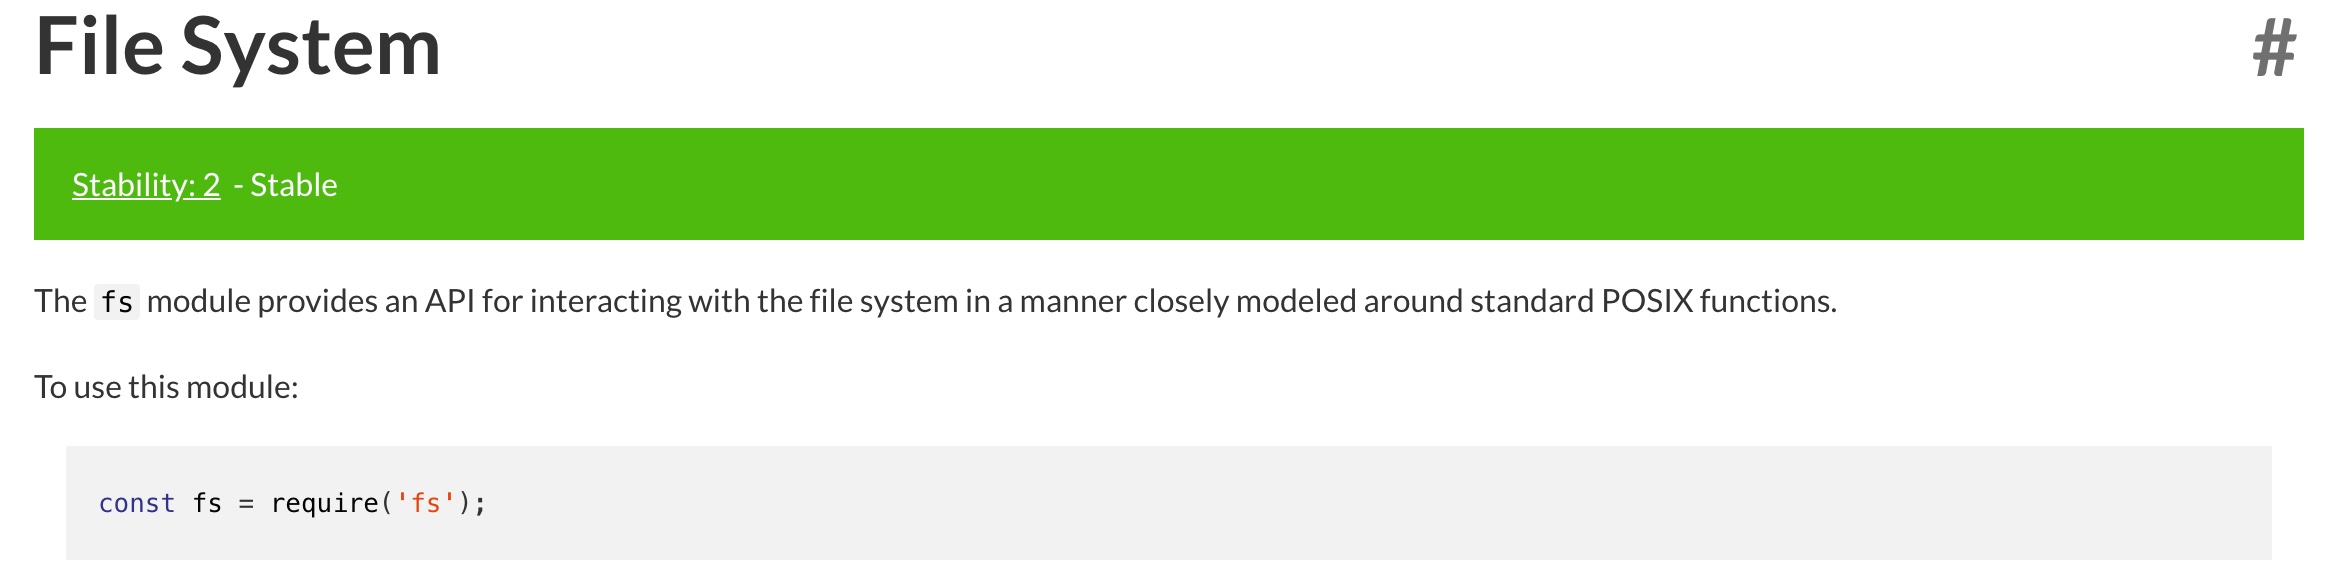 File System
#
Stability: 2 - Stable
The fs module provides an API for interacting with the file system in a manner closely modeled around standard POSIX functions.
To use this module:
const fs = require('fs');